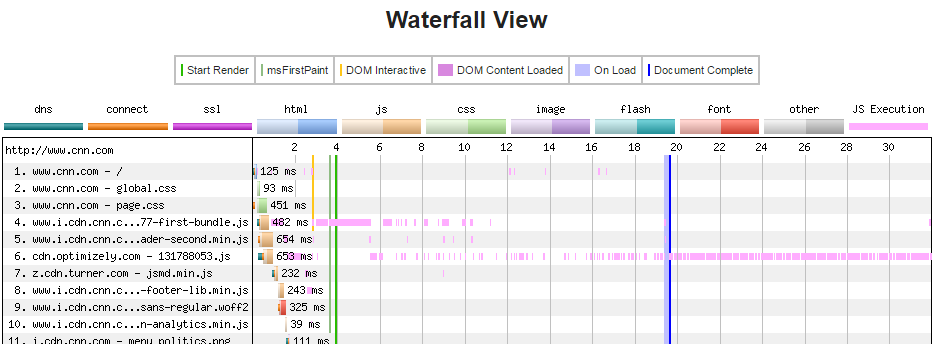 Waterfall View
Start Render msFirstPaint DOM Interactive DOM Content Loaded On Load Document Complete
dns connect ssl html js css image flash font other JS Execution
http://www.cnn.com 2 4 6 8 10 12 14 16 18 20 22 24 26 28 30
1. www.cnn.com - / 125 ms
2. www.cnn.com - global.css 93 ms
3. www.cnn.com - page.css 451 ms
4. www.i.cdn.cnn.c...77-first-bundle.js 482 ms
5. www.i.cdn.cnn.c...ader-second.min.js 654 ms
6. cdn.optimizely.com - 131788053.js 653 ms
7. z.cdn.turner.com - jsmd.min.js 232 ms
8. www.i.cdn.cnn.c...-footer-lib.min.js 243 ms
9. www.i.cdn.cnn.c...sans-regular.woff2 325 ms
10. www.i.cdn.cnn.c...n-analytics.min.js 39 ms
11. i.cdn.cnn.com - menu_politics.png 111 ms